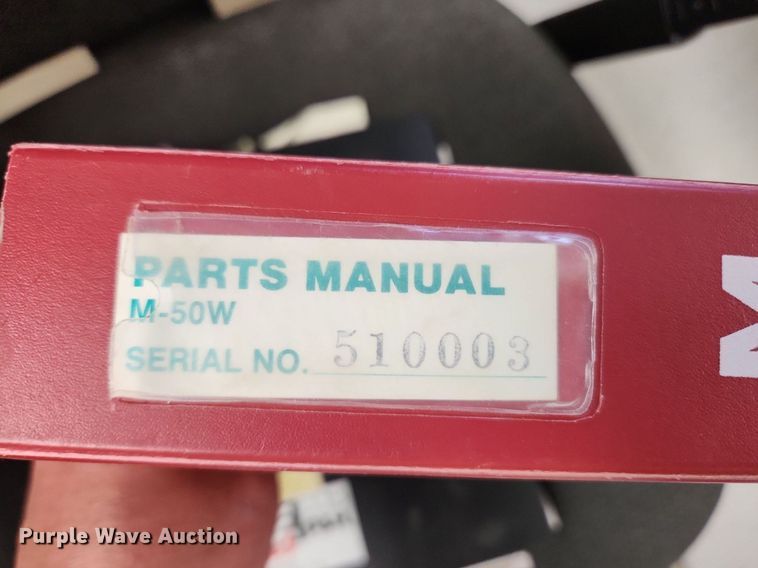 PARTS MANUAL
M-50W
SERIAL NO. 510003
M
Purple Wave Auction